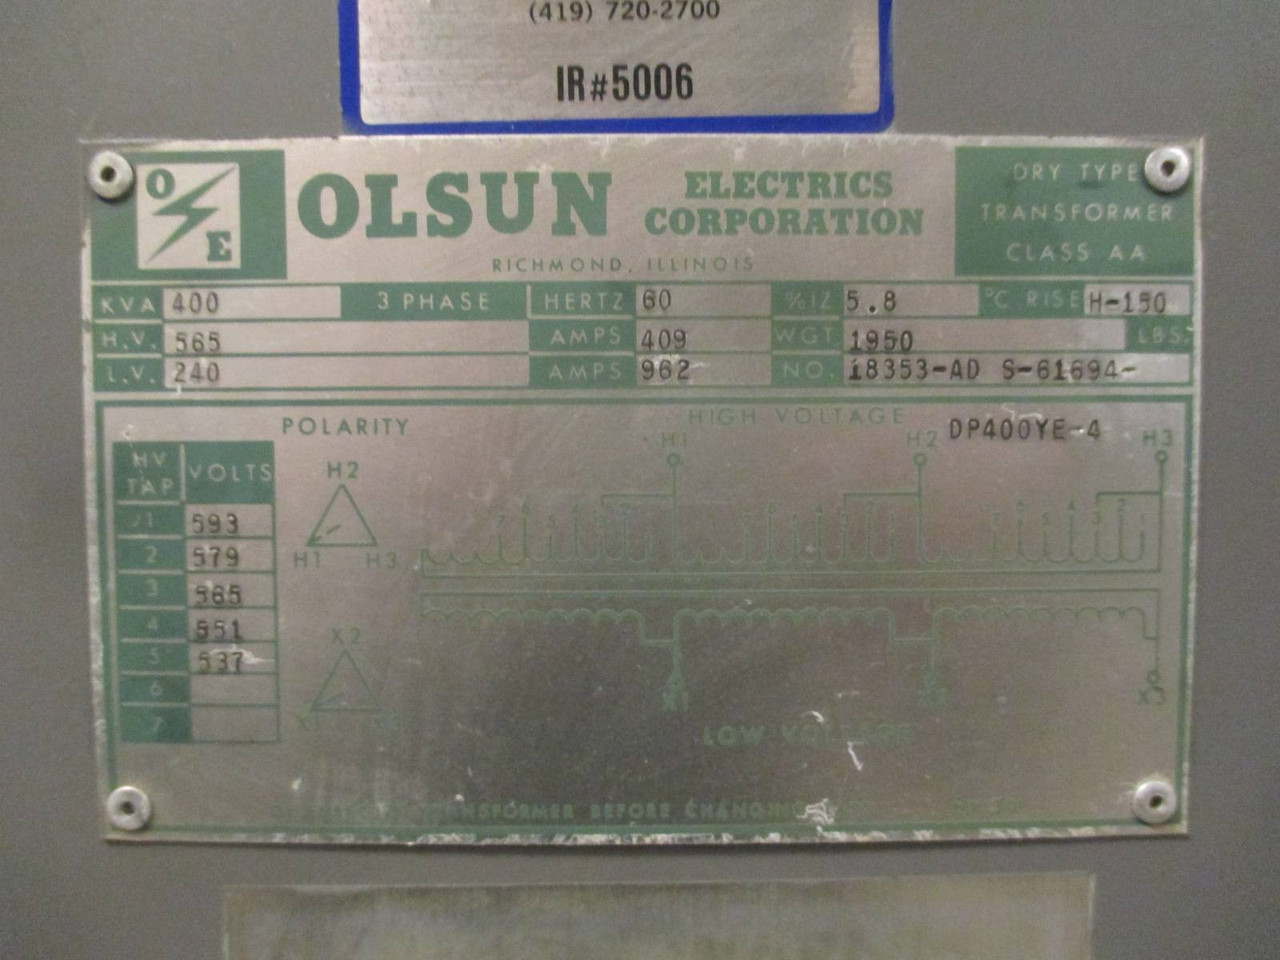 (419) 720-2700
IR#5006
O E
OLSUN ELECTRICS CORPORATION
RICHMOND, ILLINOIS
DRY TYPE
TRANSFORMER
CLASS AA
KVA 400 3 PHASE HERTZ 60 %IZ 5.8 °C RISE H-150
H.V. 565 AMPS 409 WGT 1950 LBS.
L.V. 240 AMPS 962 NO. 18353-AD S-61694-
POLARITY HIGH VOLTAGE DP400YE-4
HV TAP VOLTS
1 593
2 579
3 565
4 551
5 537
6
7
H2
H1 H3
X2
H1 H2 H3
X3
LOW VOLTAGE
TRANSFORMER BEFORE CHANGING